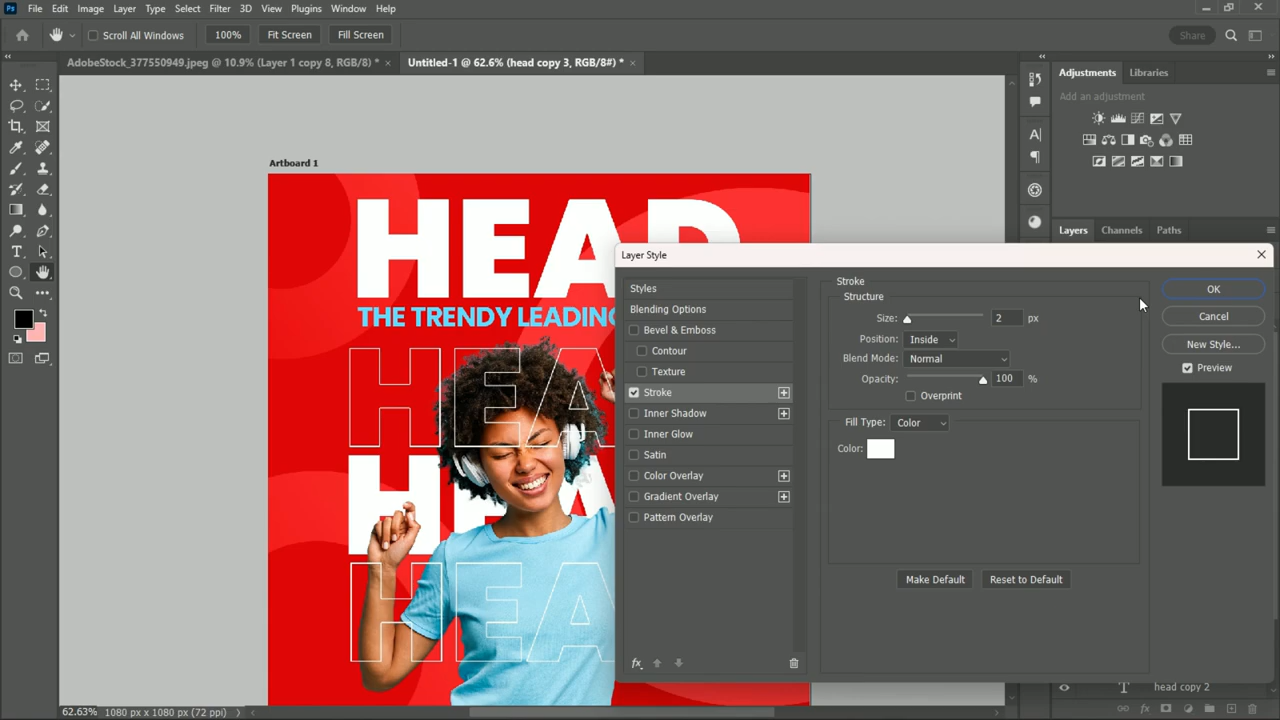 Ps File Edit Image Layer Type Select Filter 3D View Plugins Window Help
Scroll All Windows 100% Fit Screen Fill Screen Share
AdobeStock_377550949.jpeg @ 10.9% (Layer 1 copy 8, RGB/8) * × Untitled-1 @ 62.6% (head copy 3, RGB/8#) * ×
Adjustments Libraries
Add an adjustment
Artboard 1
HEAD
THE TRENDY LEADING
HEA
HEA
HEA
Layers Channels Paths
Layer Style
Styles
Blending Options
Bevel & Emboss
Contour
Texture
Stroke
Inner Shadow
Inner Glow
Satin
Color Overlay
Gradient Overlay
Pattern Overlay
fx
Stroke
Structure
Size: 2 px
Position: Inside
Blend Mode: Normal
Opacity: 100 %
Overprint
Fill Type: Color
Color:
Make Default Reset to Default
OK
Cancel
New Style...
Preview
head copy 2
62.63% 1080 px x 1080 px (72 ppi)